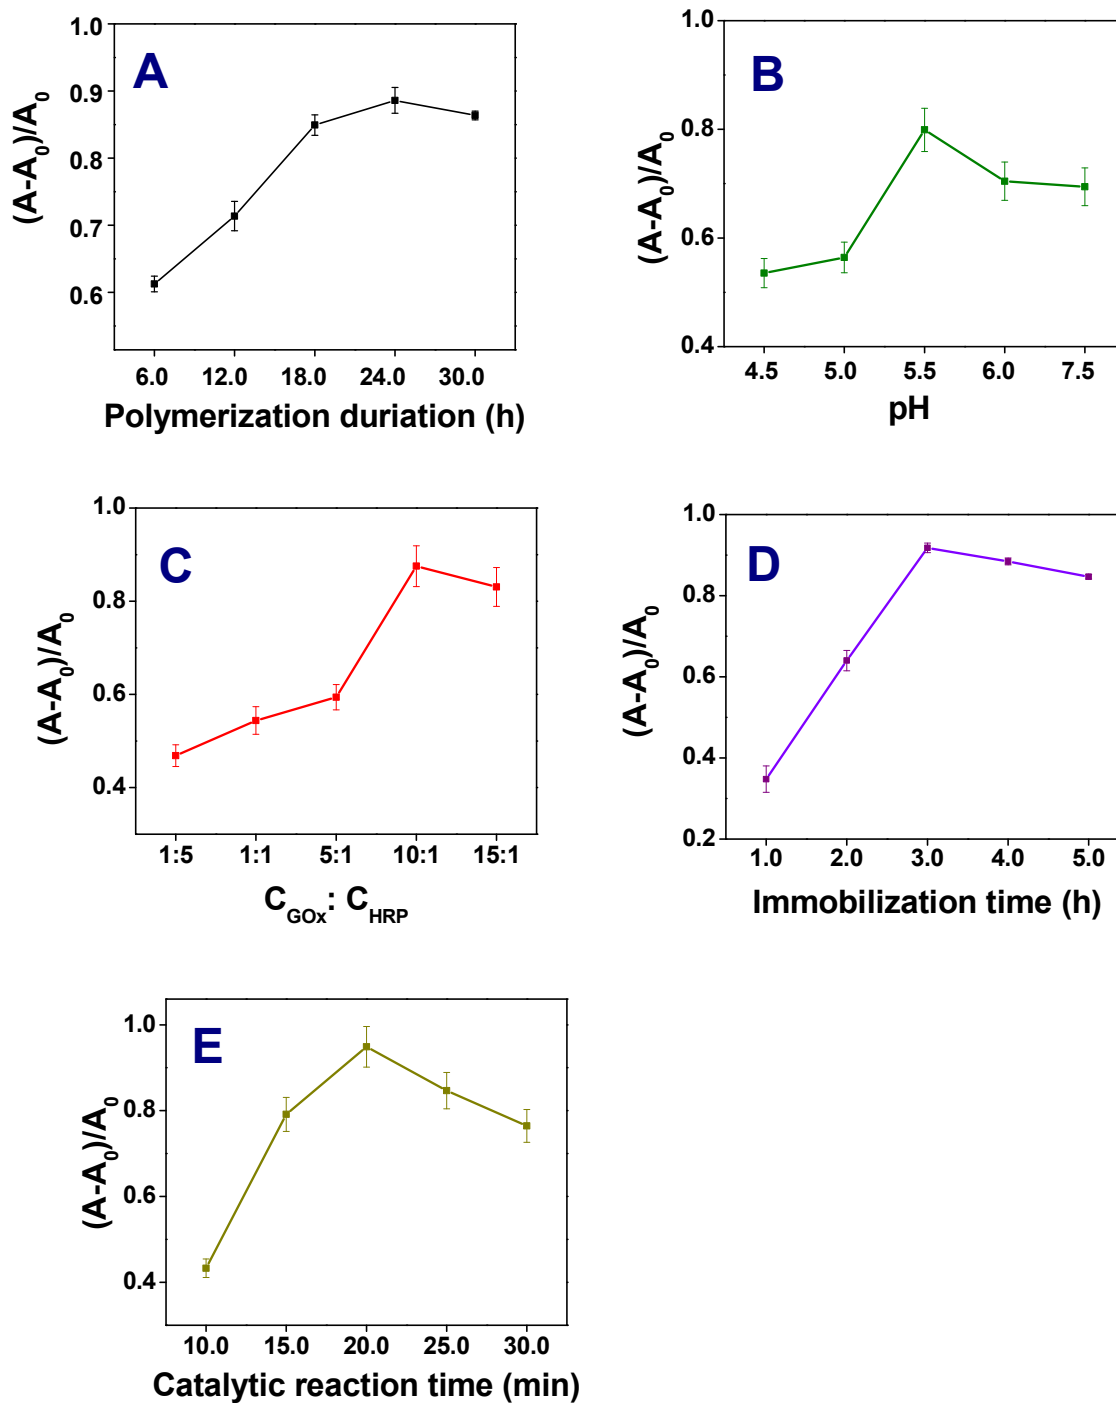 A
(A-A0)/A0
1.0
0.9
0.8
0.7
0.6
6.0 12.0 18.0 24.0 30.0
Polymerization duriation (h)
B
(A-A0)/A0
1.0
0.8
0.6
0.4
4.5 5.0 5.5 6.0 7.5
pH
C
(A-A0)/A0
1.0
0.8
0.6
0.4
1:5 1:1 5:1 10:1 15:1
CGOx: CHRP
D
(A-A0)/A0
1.0
0.8
0.6
0.4
0.2
1.0 2.0 3.0 4.0 5.0
Immobilization time (h)
E
(A-A0)/A0
1.0
0.8
0.6
0.4
10.0 15.0 20.0 25.0 30.0
Catalytic reaction time (min)